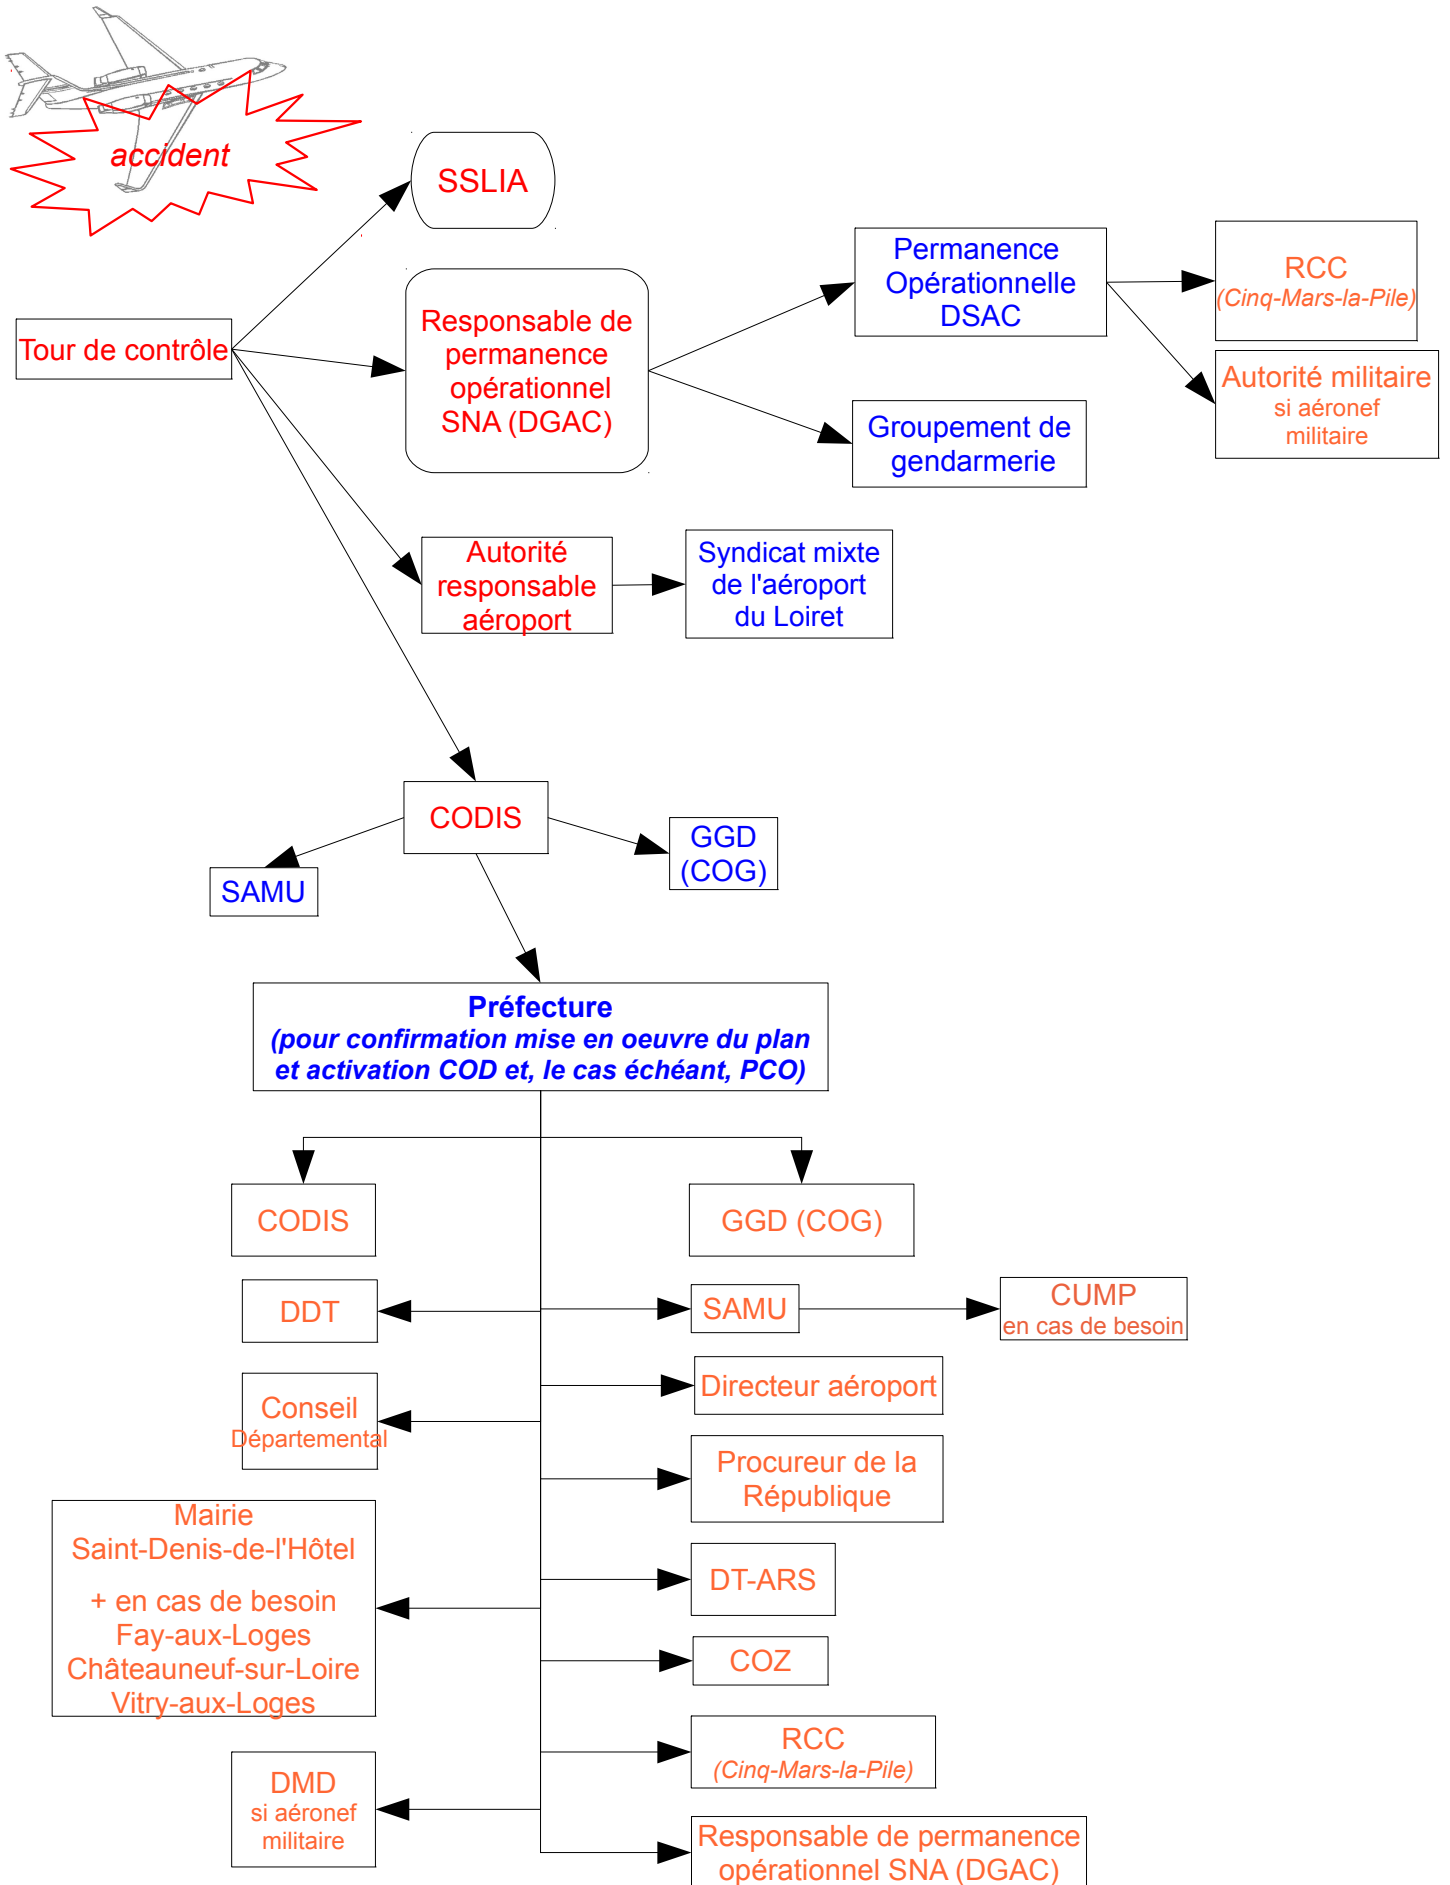 accident
SSLIA
Tour de contrôle
Responsable de
permanence
opérationnel
SNA (DGAC)
Permanence
Opérationnelle
DSAC
RCC
(Cinq-Mars-la-Pile)
Autorité militaire
si aéronef
militaire
Groupement de
gendarmerie
Autorité
responsable
aéroport
Syndicat mixte
de l'aéroport
du Loiret
CODIS
SAMU
GGD
(COG)
Préfecture
(pour confirmation mise en oeuvre du plan
et activation COD et, le cas échéant, PCO)
CODIS
GGD (COG)
DDT
SAMU
CUMP
en cas de besoin
Conseil
Départemental
Directeur aéroport
Procureur de la
République
Mairie
Saint-Denis-de-l'Hôtel
+ en cas de besoin
Fay-aux-Loges
Châteauneuf-sur-Loire
Vitry-aux-Loges
DT-ARS
COZ
RCC
(Cinq-Mars-la-Pile)
DMD
si aéronef
militaire
Responsable de permanence
opérationnel SNA (DGAC)